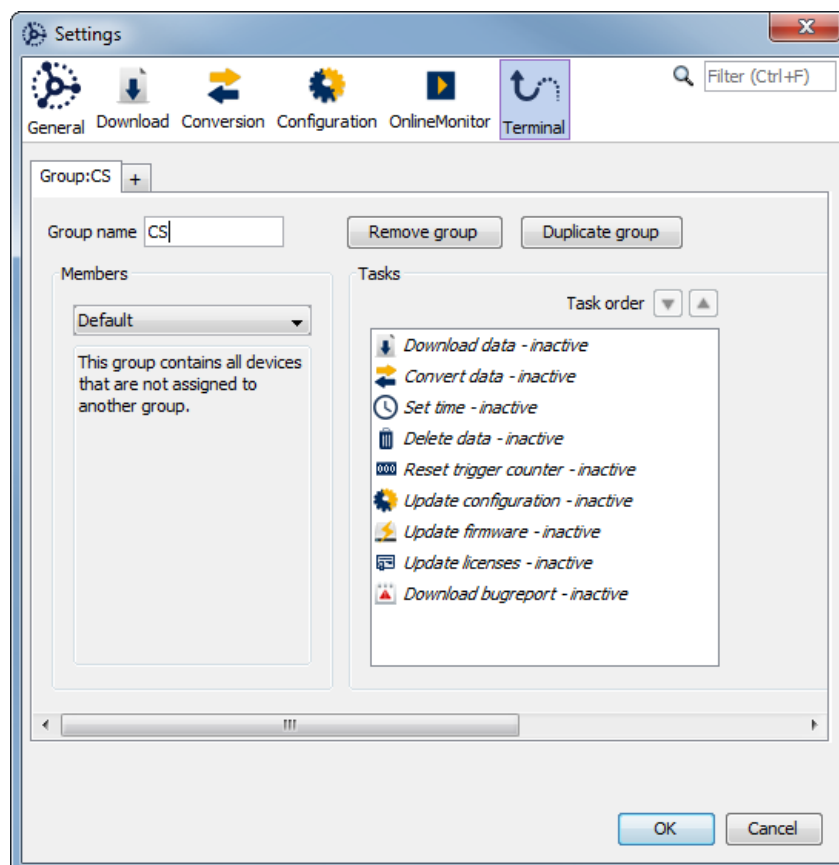 Settings
General
Download
Conversion
Configuration
OnlineMonitor
Terminal
Filter (Ctrl+F)
Group:CS
+
Group name CS
Remove group
Duplicate group
Members
Default
This group contains all devices
that are not assigned to
another group.
Tasks
Task order
Download data - inactive
Convert data - inactive
Set time - inactive
Delete data - inactive
000 Reset trigger counter - inactive
Update configuration - inactive
Update firmware - inactive
Update licenses - inactive
Download bugreport - inactive
OK
Cancel